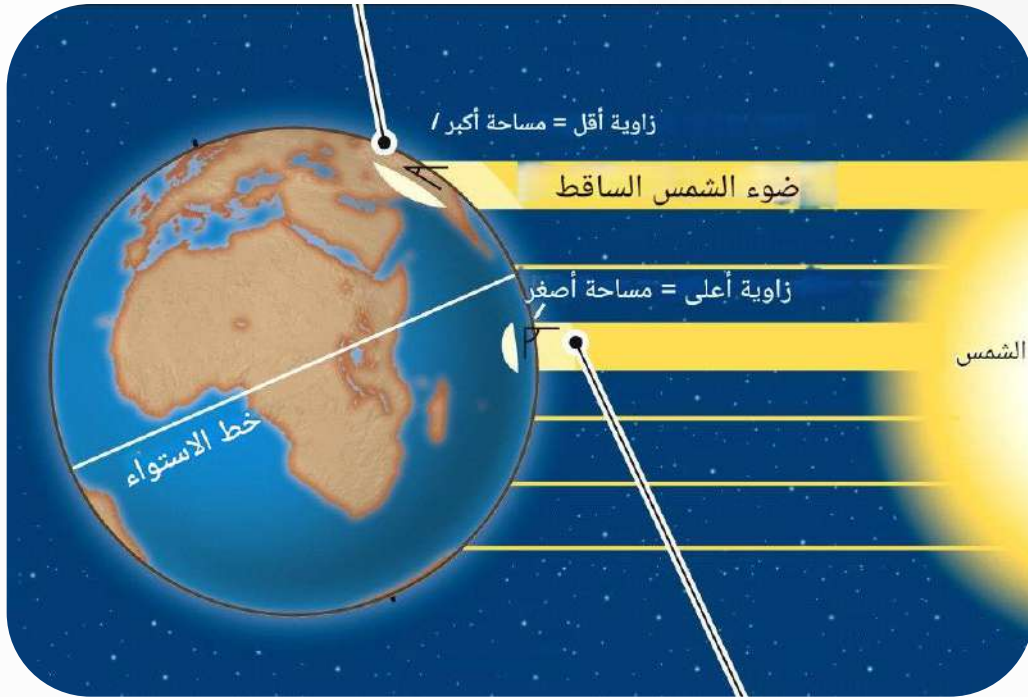 زاوية أقل = مساحة أكبر /
ضوء الشمس الساقط
زاوية أعلى = مساحة أصغر
الشمس
خط الاستواء